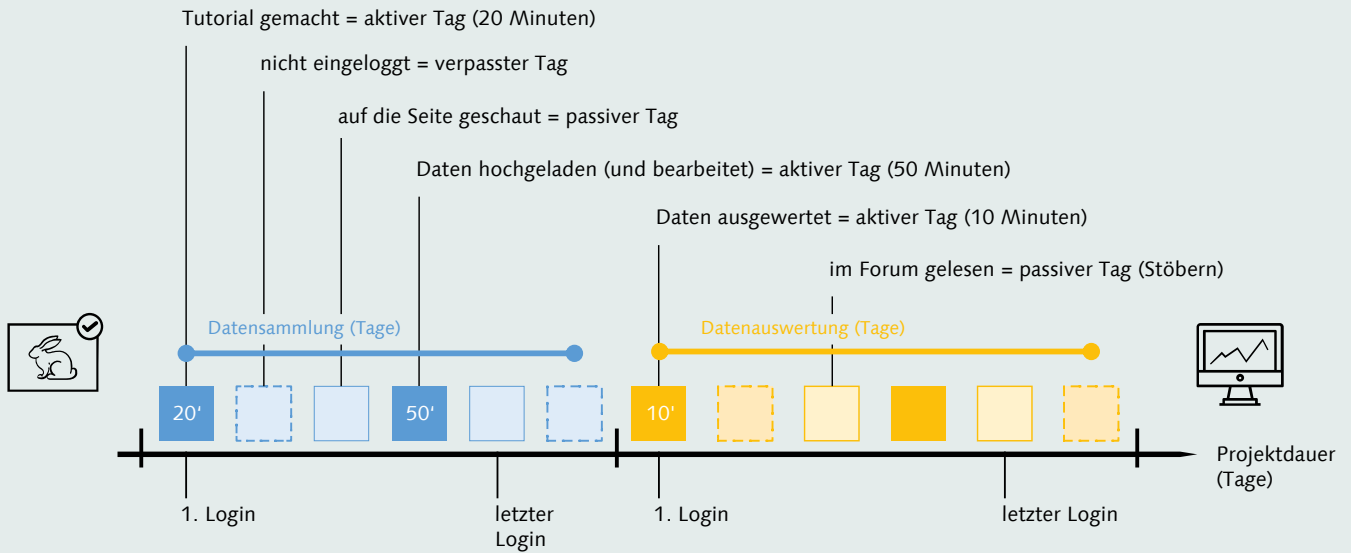 Tutorial gemacht = aktiver Tag (20 Minuten)
nicht eingeloggt = verpasster Tag
auf die Seite geschaut = passiver Tag
Daten hochgeladen (und bearbeitet) = aktiver Tag (50 Minuten)
Daten ausgewertet = aktiver Tag (10 Minuten)
im Forum gelesen = passiver Tag (Stöbern)
Datensammlung (Tage)
Datenauswertung (Tage)
20‘
50‘
10'
Projektdauer
(Tage)
1. Login
letzter
Login
1. Login
letzter Login